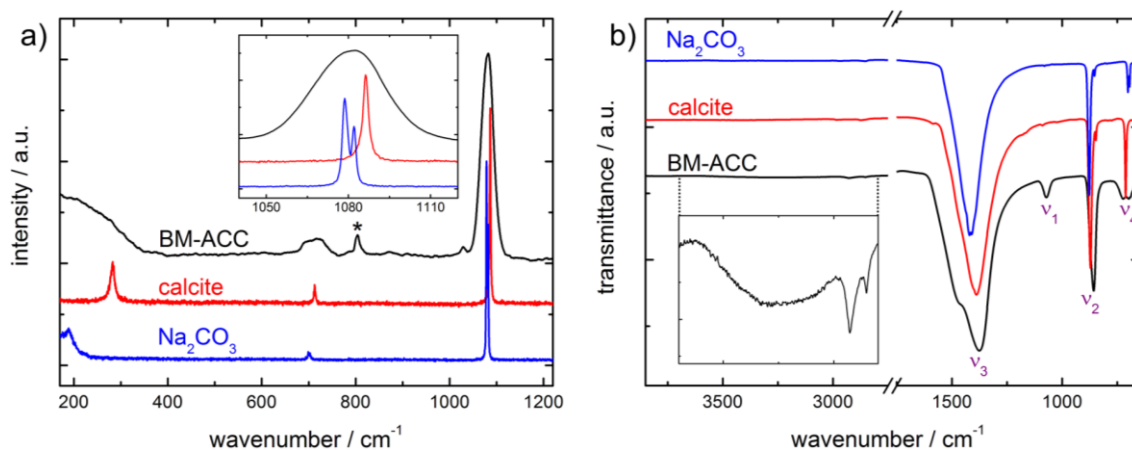 a)
intensity / a.u.
BM-ACC
*
calcite
Na₂CO₃
1050 1080 1110
200 400 600 800 1000 1200
wavenumber / cm⁻¹
b)
transmittance / a.u.
Na₂CO₃
calcite
BM-ACC
ν₁
ν₂
ν₃
3500 3000 1500 1000
wavenumber / cm⁻¹